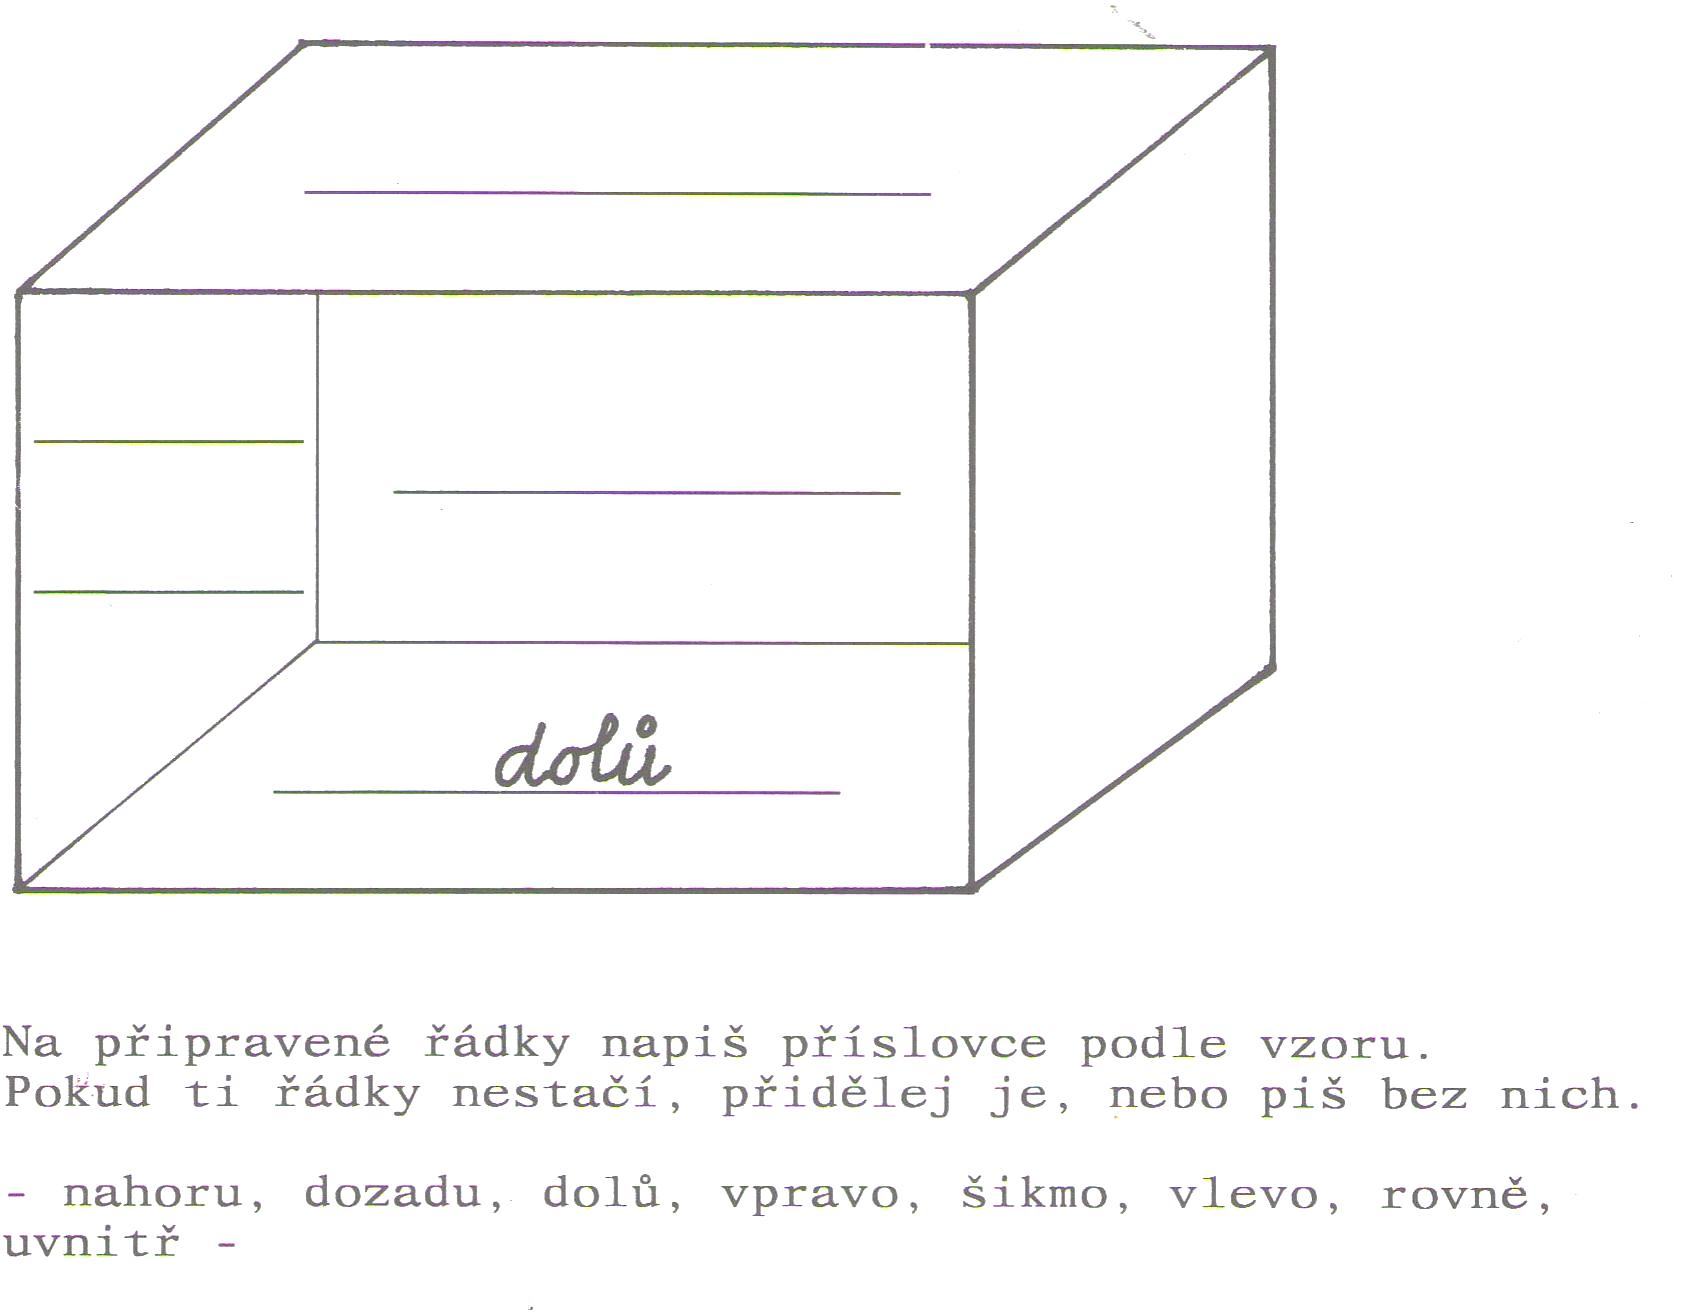 dolů
Na připravené řádky napiš příslovce podle vzoru.
Pokud ti řádky nestačí, přidělej je, nebo piš bez nich.
- nahoru, dozadu, dolů, vpravo, šikmo, vlevo, rovně,
uvnitř -